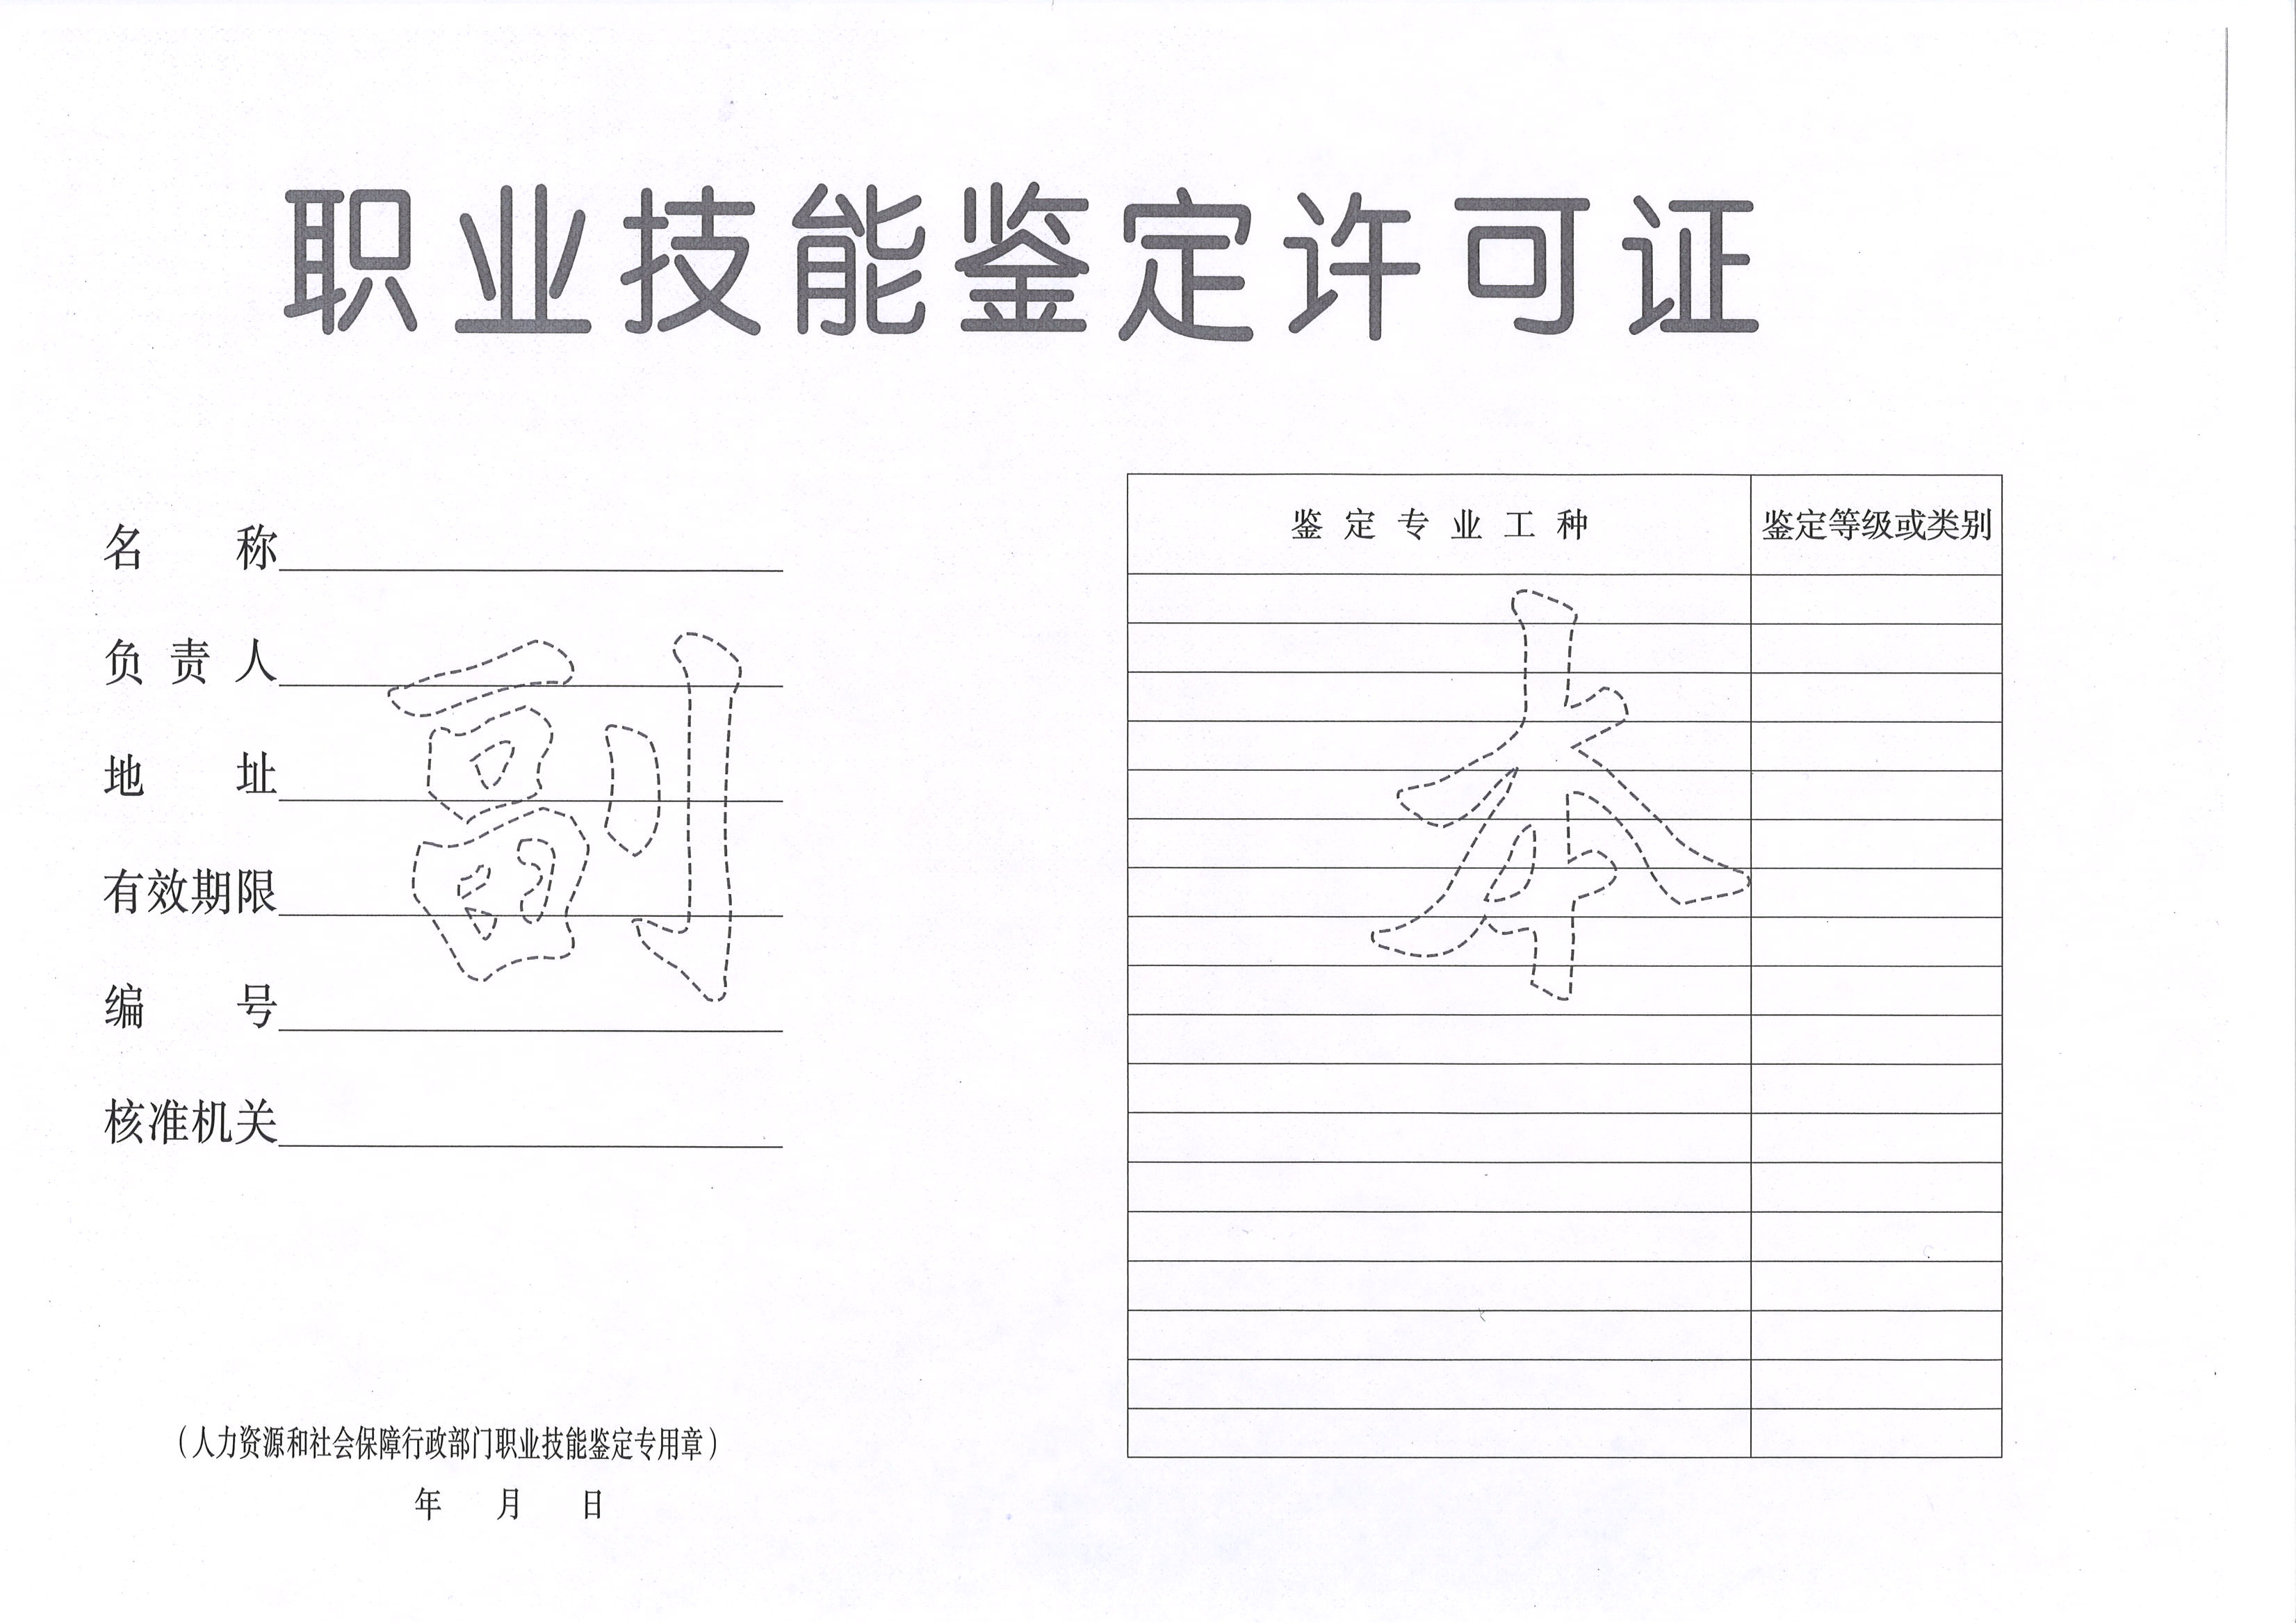 职业技能鉴定许可证
名称
负责人
地址
有效期限
编号
核准机关
（人力资源和社会保障行政部门职业技能鉴定专用章）
年 月 日
鉴定专业工种 鉴定等级或类别
副本